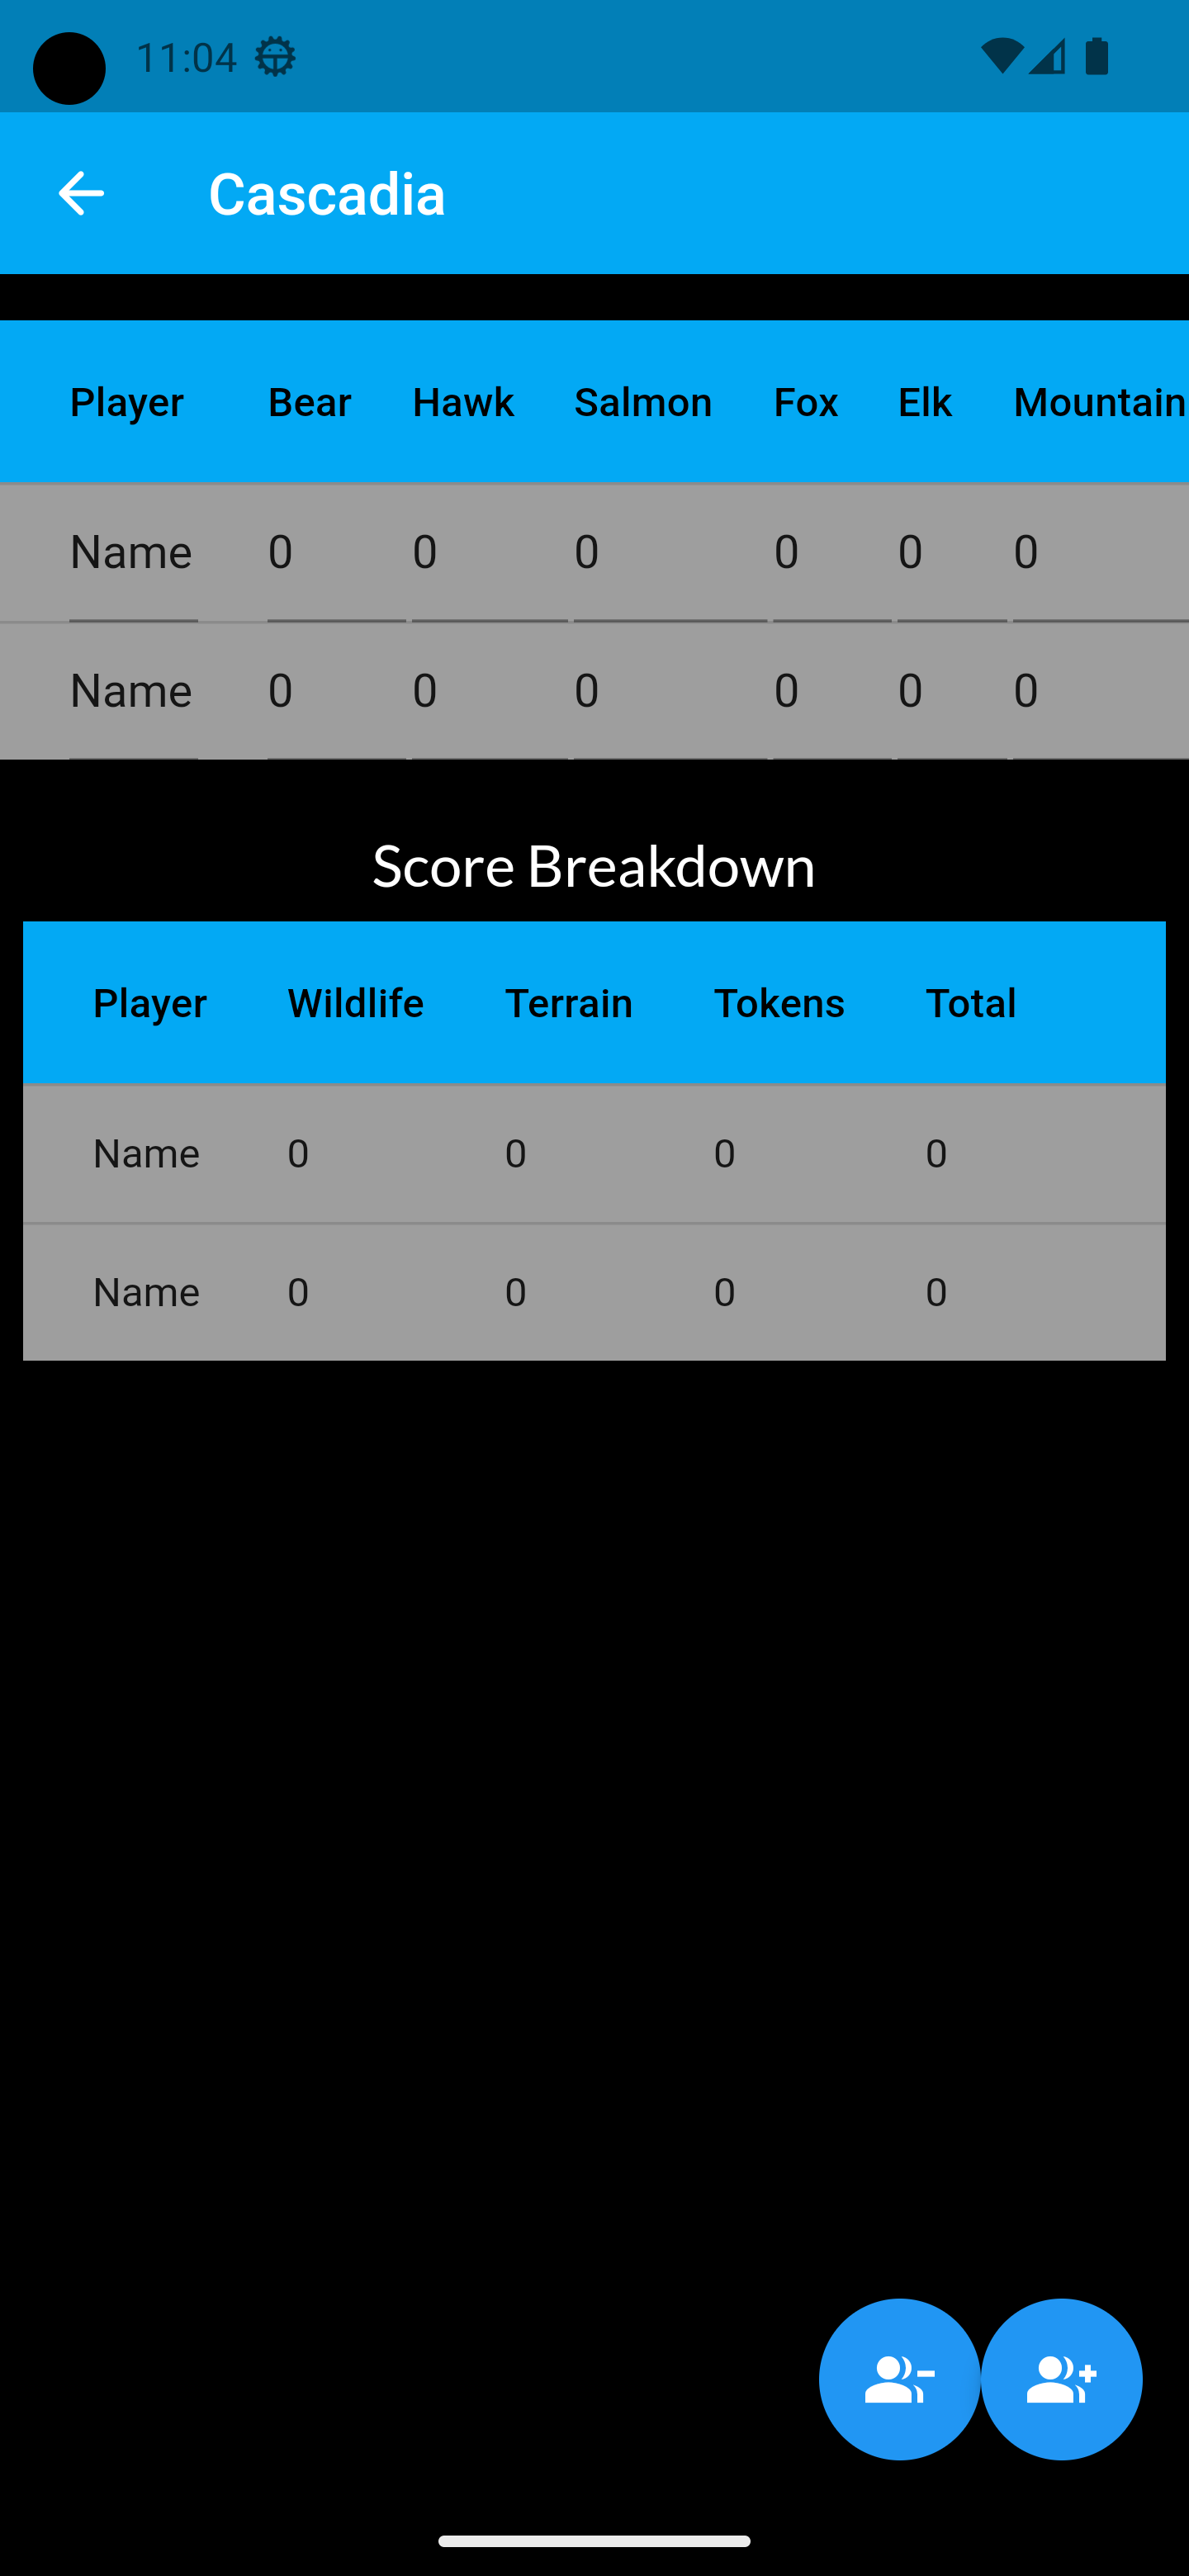 11:04
Cascadia
Player Bear Hawk Salmon Fox Elk Mountain
Name 0 0 0 0 0 0
Name 0 0 0 0 0 0
Score Breakdown
Player Wildlife Terrain Tokens Total
Name 0 0 0 0
Name 0 0 0 0